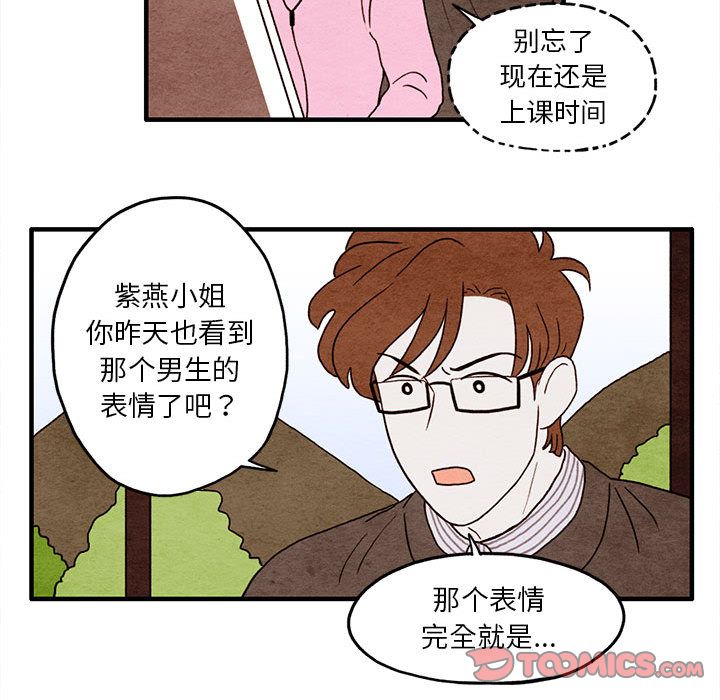 别忘了
现在还是
上课时间
紫燕小姐
你昨天也看到
那个男生的
表情了吧？
那个表情
完全就是...
TOOMICS.com